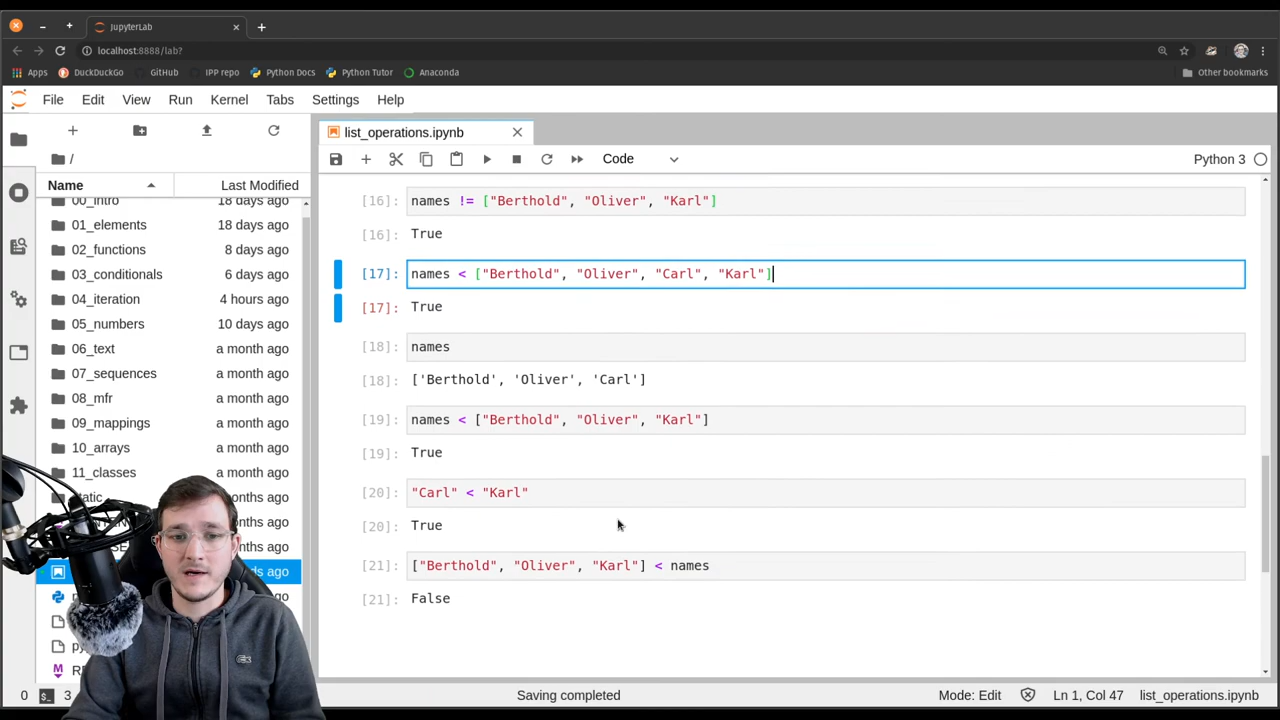 JupyterLab
localhost:8888/lab?
Apps DuckDuckGo GitHub IPP repo Python Docs Python Tutor Anaconda Other bookmarks
File Edit View Run Kernel Tabs Settings Help
list_operations.ipynb
/
Code
Python 3
Name Last Modified
00_intro 18 days ago
01_elements 18 days ago
02_functions 8 days ago
03_conditionals 6 days ago
04_iteration 4 hours ago
05_numbers 10 days ago
06_text a month ago
07_sequences a month ago
08_mfr a month ago
09_mappings a month ago
10_arrays a month ago
11_classes a month ago
[16]: names != ["Berthold", "Oliver", "Karl"]
[16]: True
[17]: names < ["Berthold", "Oliver", "Carl", "Karl"]
[17]: True
[18]: names
[18]: ['Berthold', 'Oliver', 'Carl']
[19]: names < ["Berthold", "Oliver", "Karl"]
[19]: True
[20]: "Carl" < "Karl"
[20]: True
[21]: ["Berthold", "Oliver", "Karl"] < names
[21]: False
0 $_ 3 Saving completed Mode: Edit Ln 1, Col 47 list_operations.ipynb